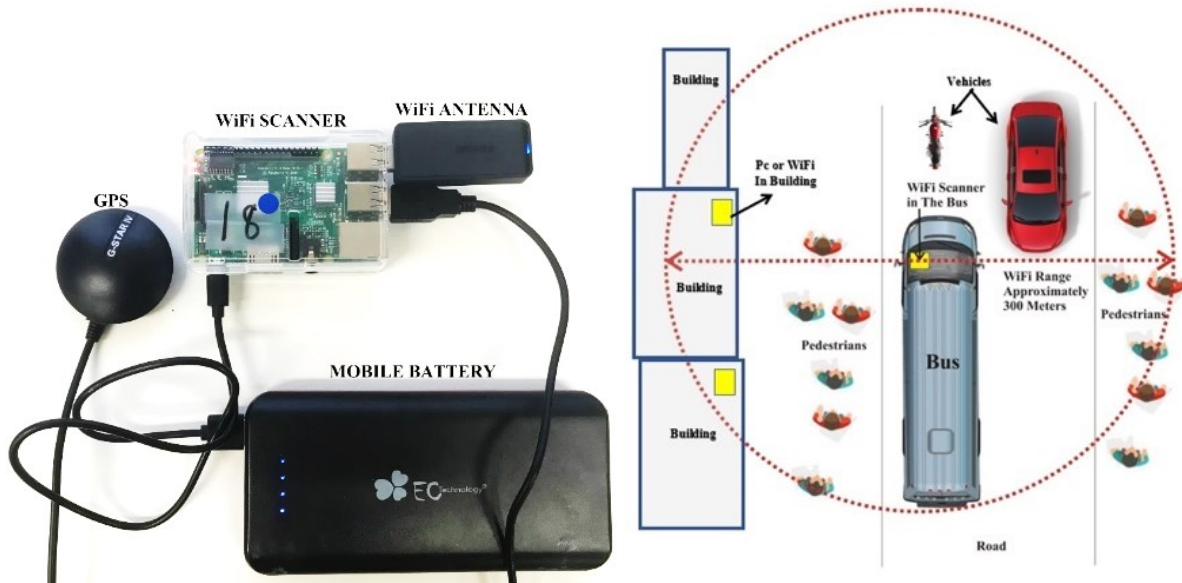 WiFi SCANNER
WiFi ANTENNA
GPS
G-STAR IV
18
MOBILE BATTERY
EC Technology®
Building
Vehicles
Pc or WiFi
In Building
WiFi Scanner
in The Bus
Building
WiFi Range
Approximately
300 Meters
Pedestrians
Pedestrians
Bus
Building
Road